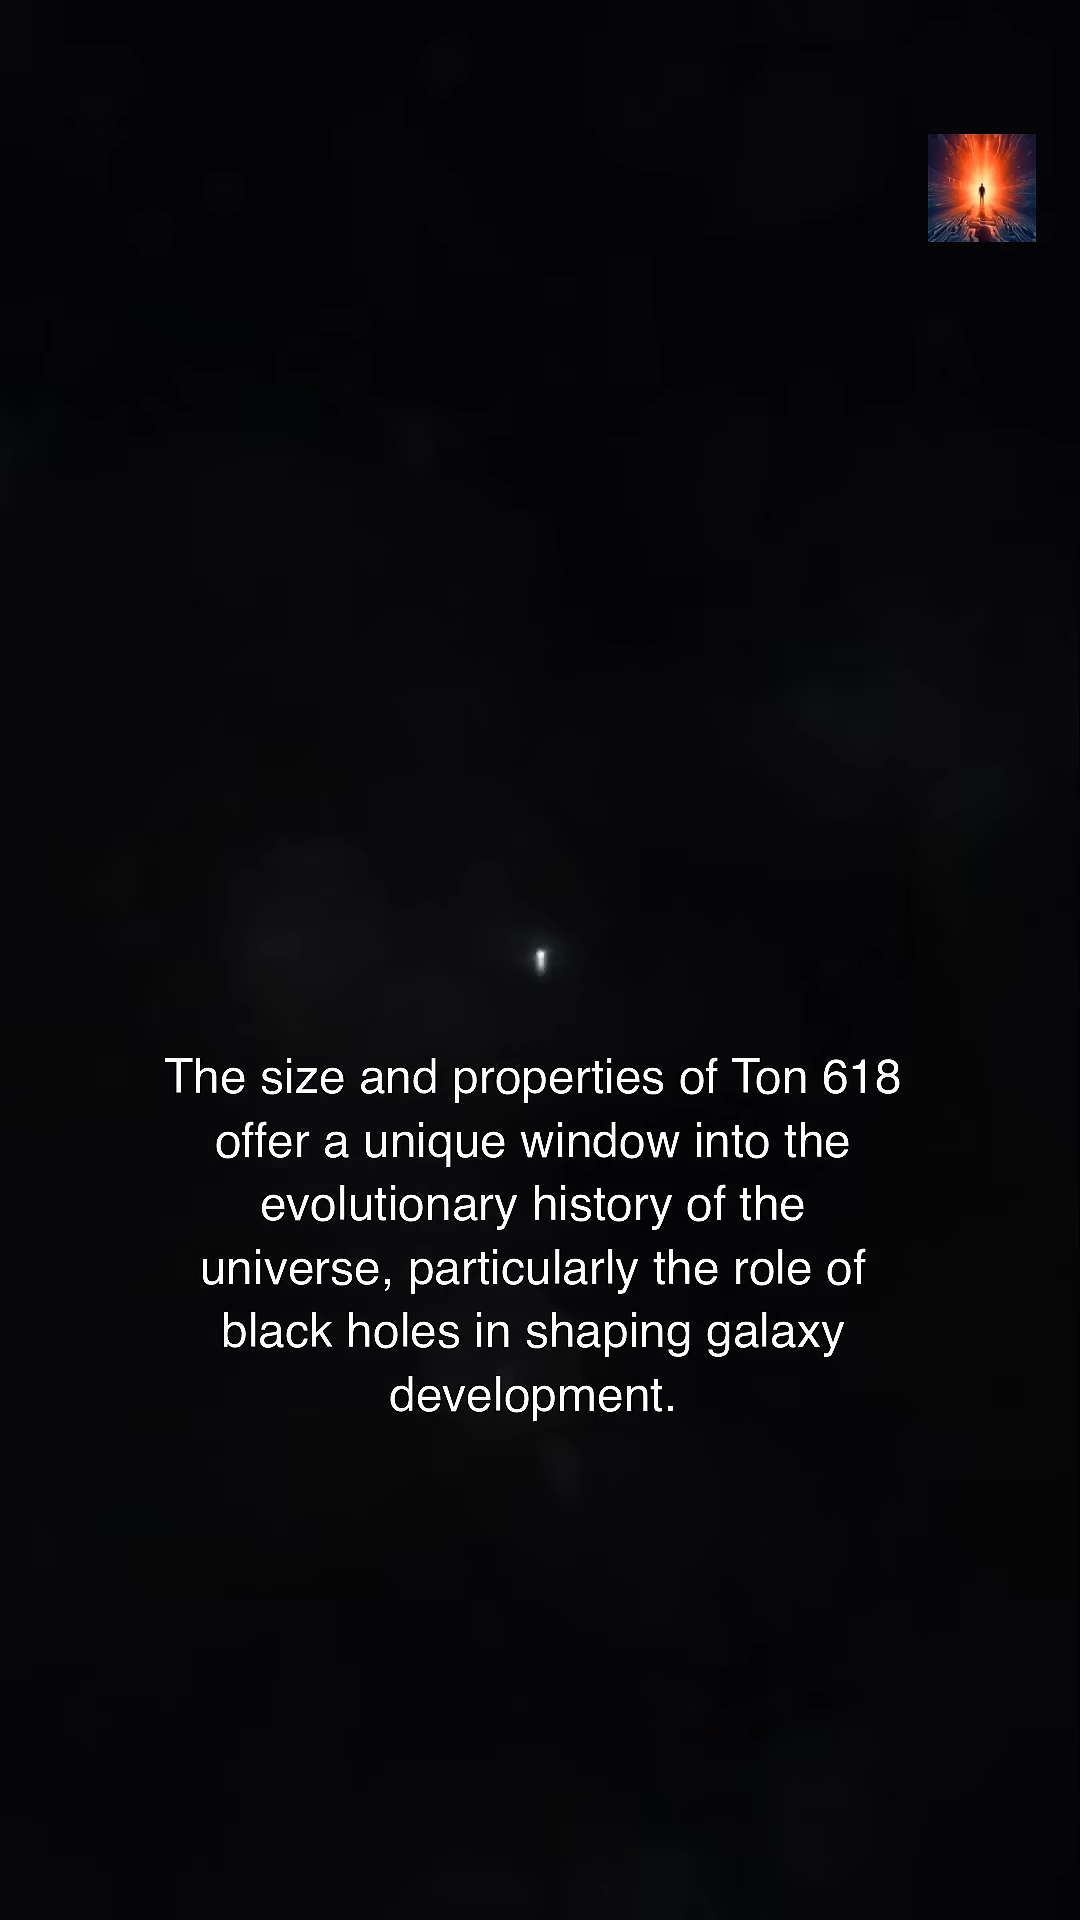 The size and properties of Ton 618
offer a unique window into the
evolutionary history of the
universe, particularly the role of
black holes in shaping galaxy
development.